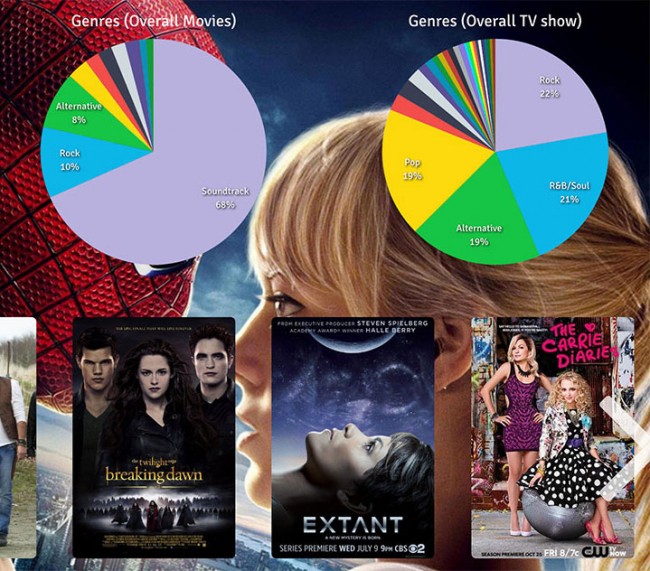 Genres (Overall Movies)
Genres (Overall TV show)
Alternative
8%
Rock
10%
Soundtrack
68%
Rock
22%
R&B/Soul
21%
Alternative
19%
Pop
19%
the twilight saga
breaking dawn
FROM EXECUTIVE PRODUCER STEVEN SPIELBERG
ACADEMY AWARD® WINNER HALLE BERRY
EXTANT
A NEW MYSTERY IS BORN.
SERIES PREMIERE WED JULY 9 9PM CBS 2
THE
CARRIE
DIARIES
SEASON PREMIERE OCT 25 FRI 8/7c CW